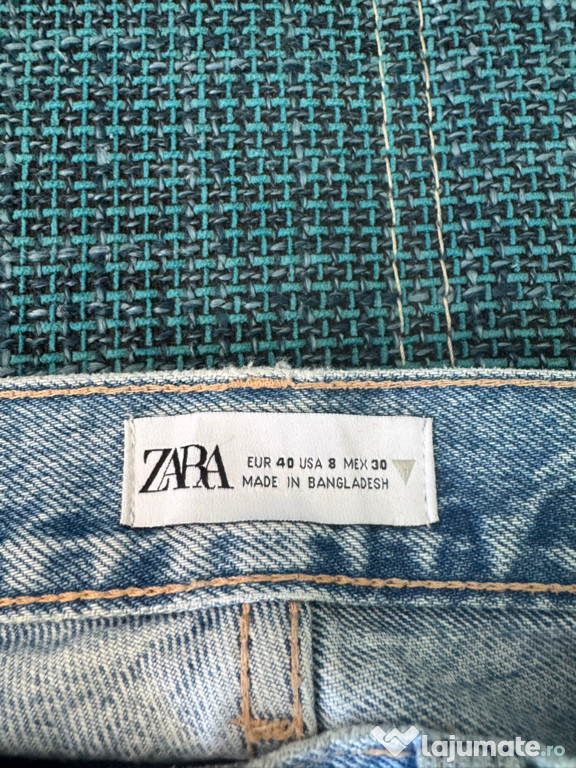 ZARA
EUR 40 USA 8 MEX 30
MADE IN BANGLADESH
lajumate.ro